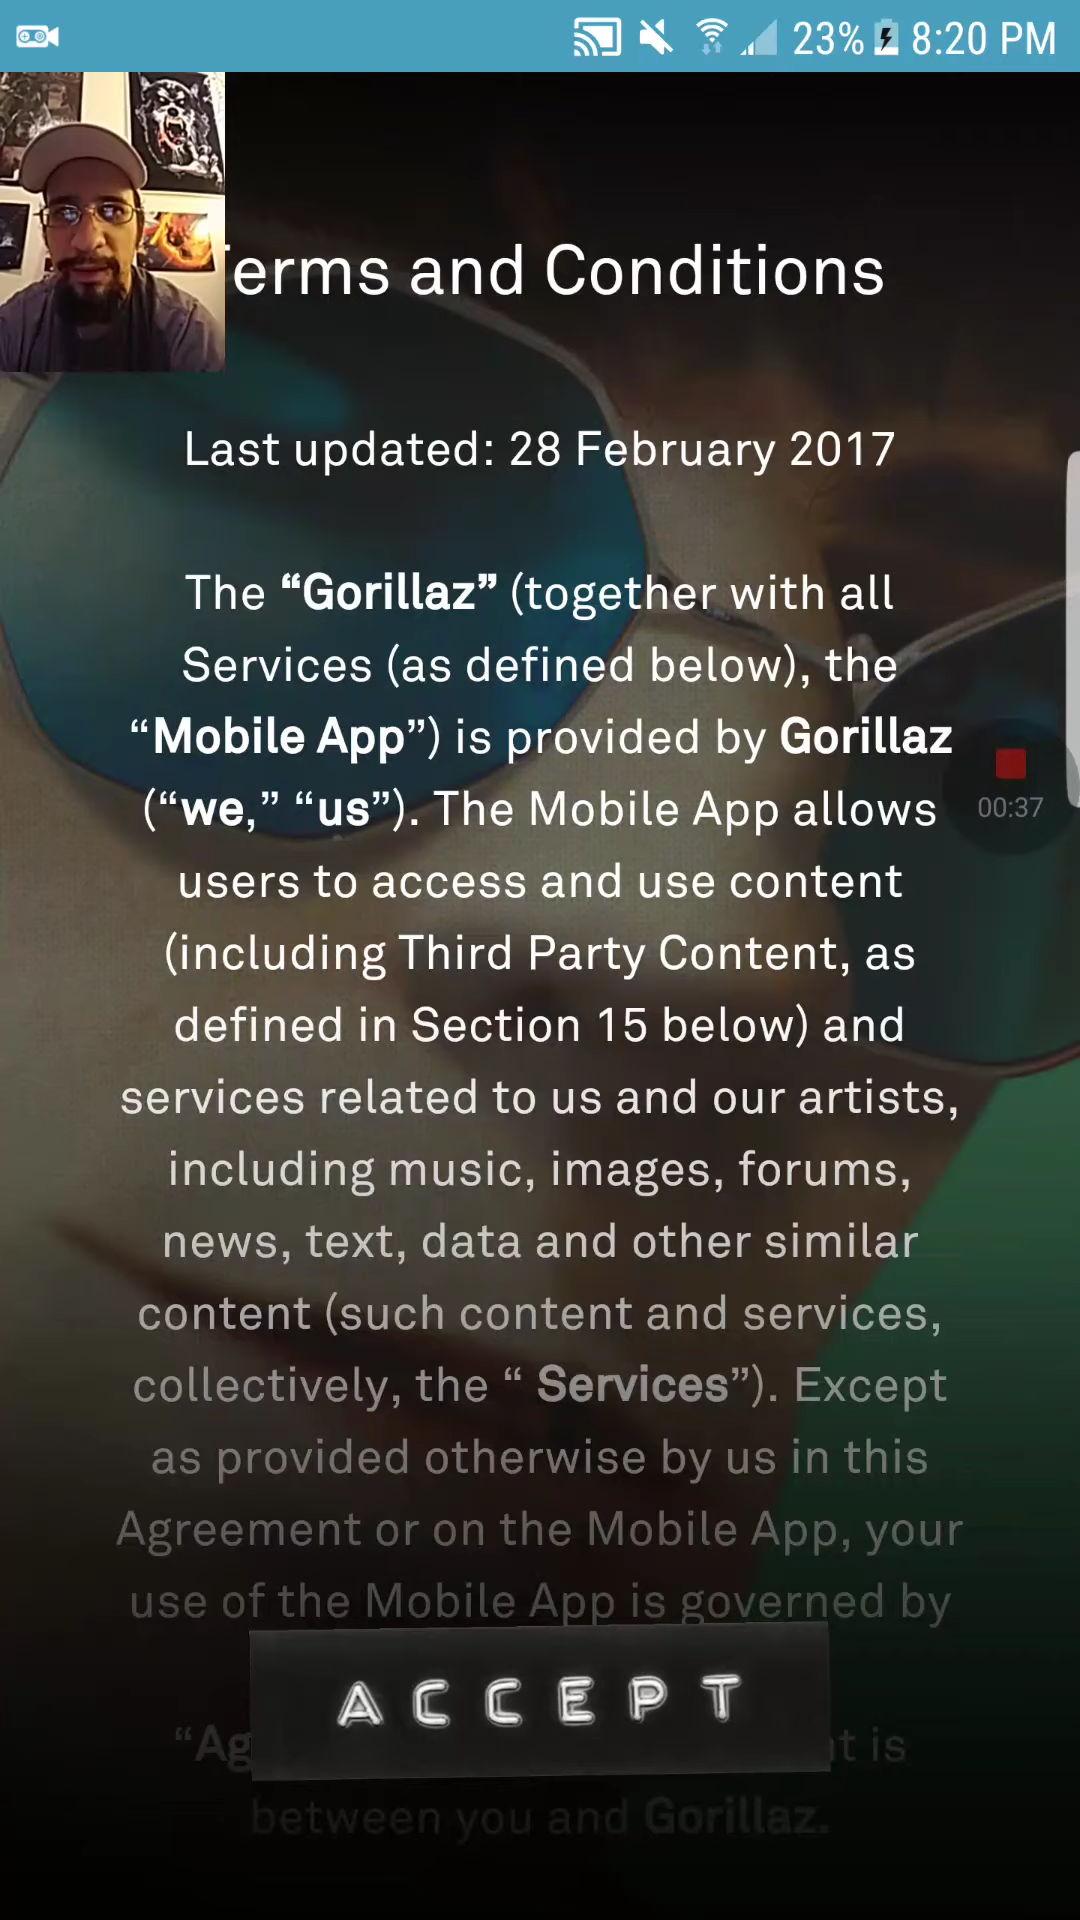 23% 8:20 PM
erms and Conditions
Last updated: 28 February 2017
The “Gorillaz” (together with all
Services (as defined below), the
“Mobile App”) is provided by Gorillaz
(“we,” “us”). The Mobile App allows
00:37
users to access and use content
(including Third Party Content, as
defined in Section 15 below) and
services related to us and our artists,
including music, images, forums,
news, text, data and other similar
content (such content and services,
collectively, the “ Services”). Except
as provided otherwise by us in this
Agreement or on the Mobile App, your
use of the Mobile App is governed by
ACCEPT
“Ag t is
between you and Gorillaz.